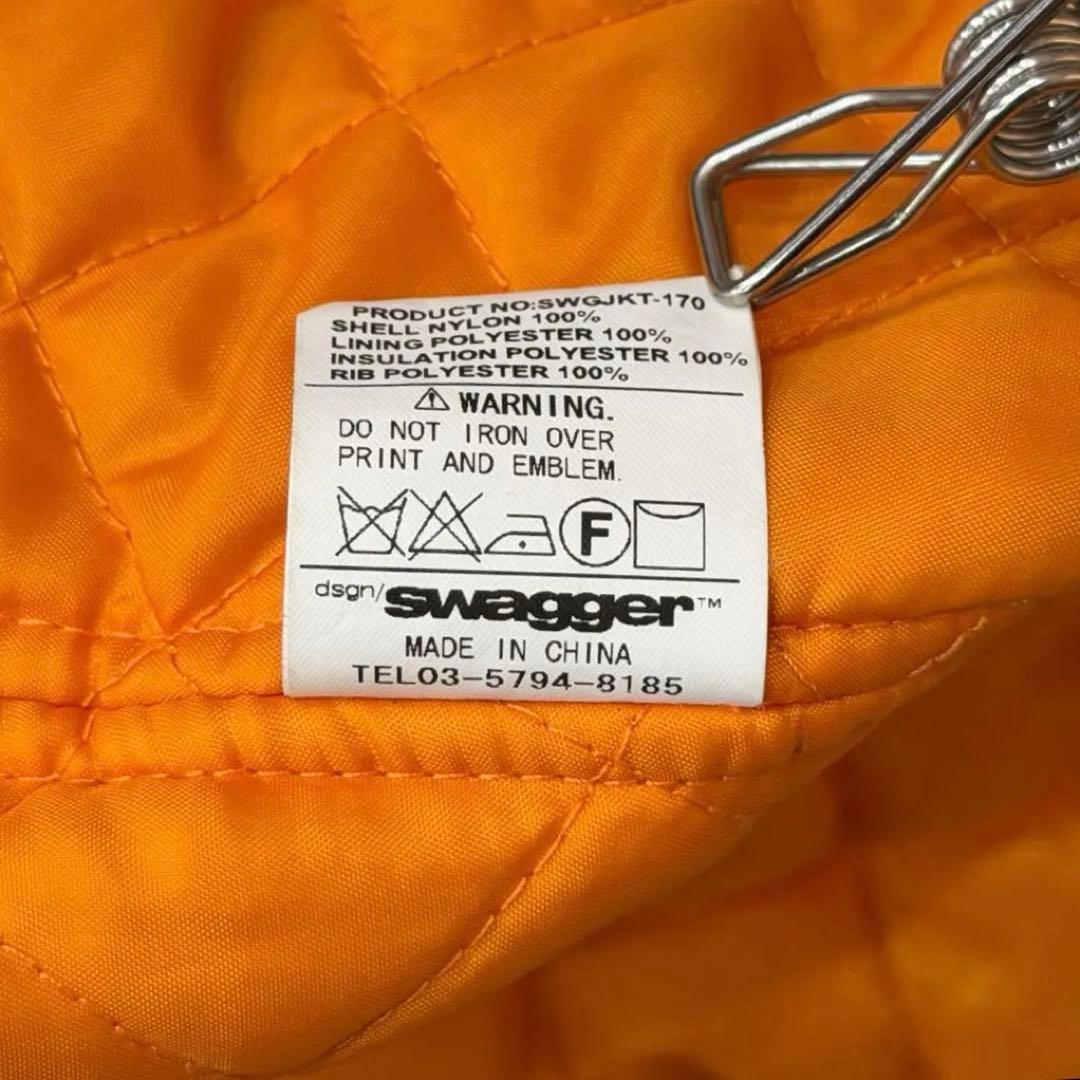 PRODUCT NO:SWGJKT-170
SHELL NYLON 100%
LINING POLYESTER 100%
INSULATION POLYESTER 100%
RIB POLYESTER 100%
⚠ WARNING.
DO NOT IRON OVER
PRINT AND EMBLEM.
F
dsgn/swagger™
MADE IN CHINA
TEL03-5794-8185